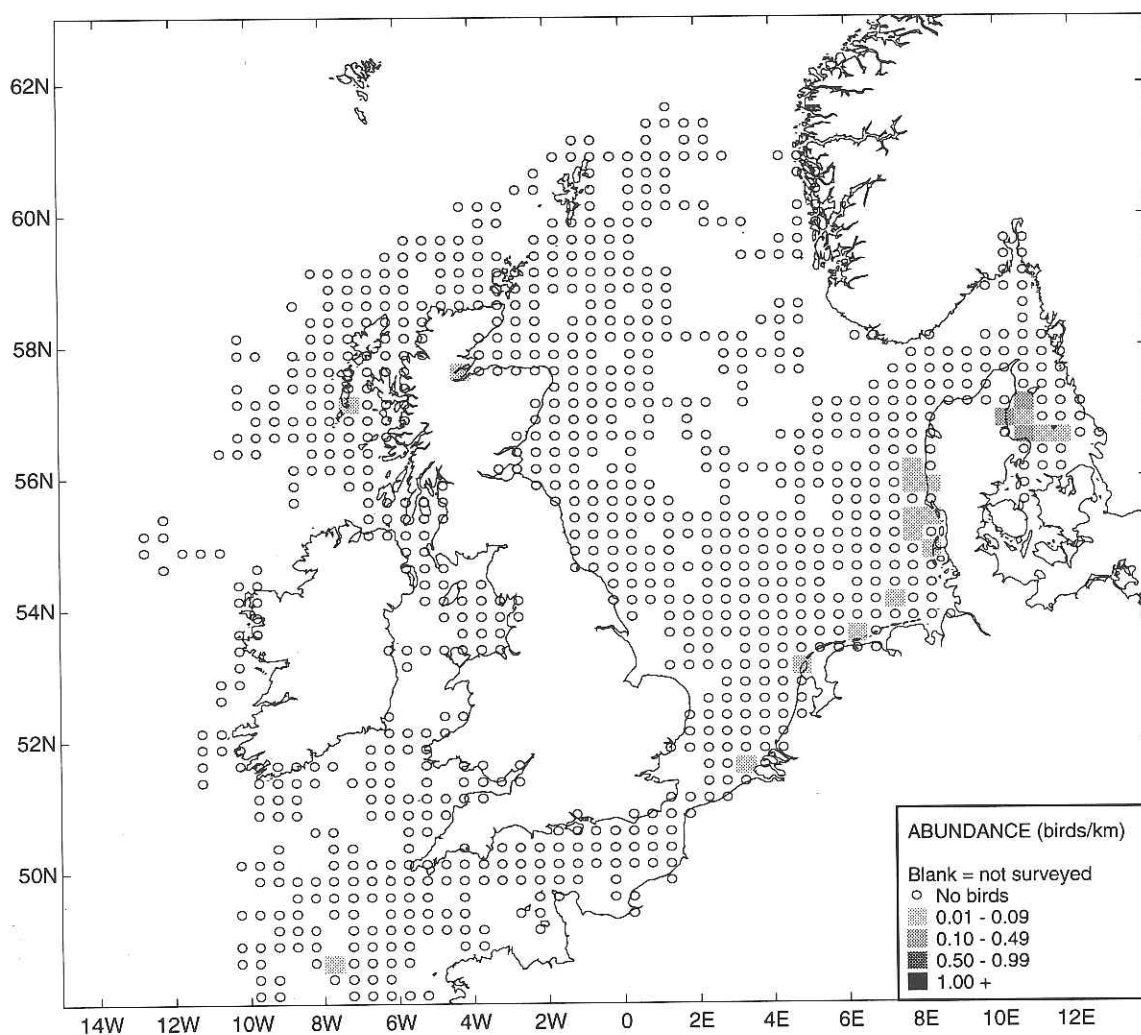 62N
60N
58N
56N
54N
52N
50N
14W 12W 10W 8W 6W 4W 2W 0 2E 4E 6E 8E 10E 12E
ABUNDANCE (birds/km)
Blank = not surveyed
No birds
0.01 - 0.09
0.10 - 0.49
0.50 - 0.99
1.00 +